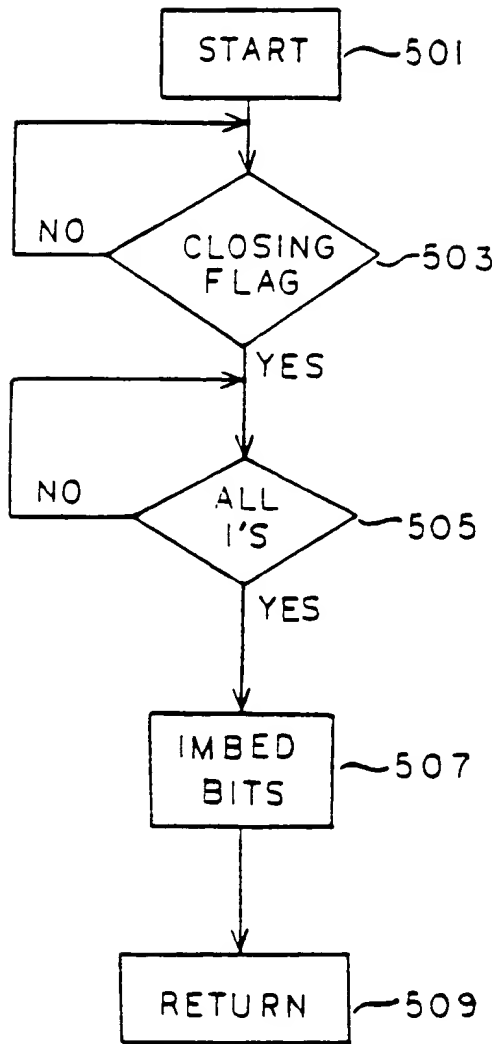 START 501
CLOSING
FLAG
503
NO
YES
ALL
1'S
505
NO
YES
IMBED
BITS
507
RETURN 509